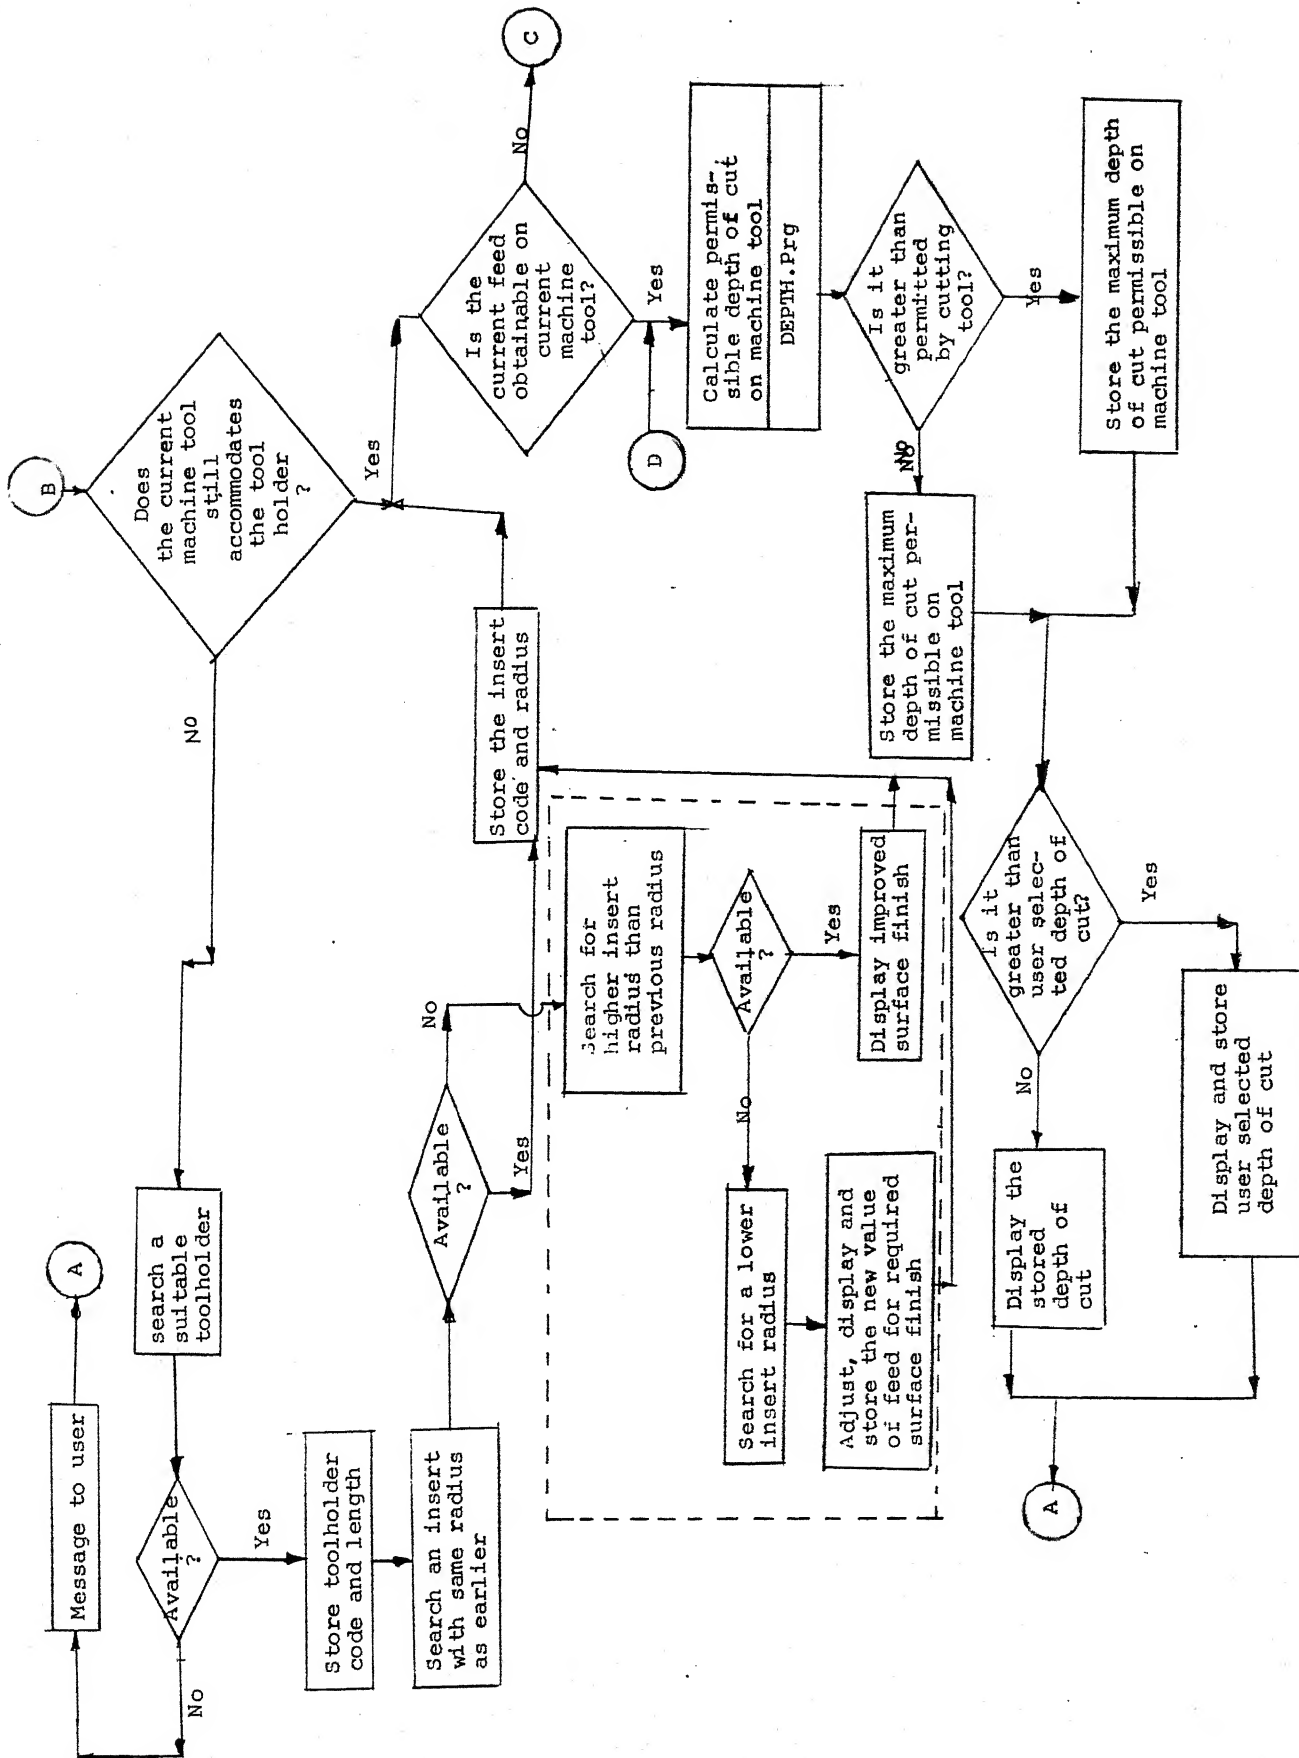 B
Does
the current
machine tool
still
accommodates
the tool
holder
?
No
Yes
search a
suitable
toolholder
Message to user
A
Available
?
No
Yes
Store toolholder
code and length
Search an insert
with same radius
as earlier
Available
?
No
Yes
Store the insert
code and radius
Search for
higher insert
radius than
previous radius
Available
?
No
Yes
Display improved
surface finish
Search for a lower
insert radius
Adjust, display and
store the new value
of feed for required
surface finish
Is the
current feed
obtainable on
current
machine
tool?
No
C
Yes
D
Calculate permis-
sible depth of cut
on machine tool
DEPTH.Prg
Is it
greater than
permitted
by cutting
tool?
No
No
Yes
Store the maximum
depth of cut per-
missible on
machine tool
Store the maximum depth
of cut permissible on
machine tool
Is it
greater than
user selec-
ted depth of
cut?
No
Yes
Display the
stored
depth of
cut
Display and store
user selected
depth of cut
A